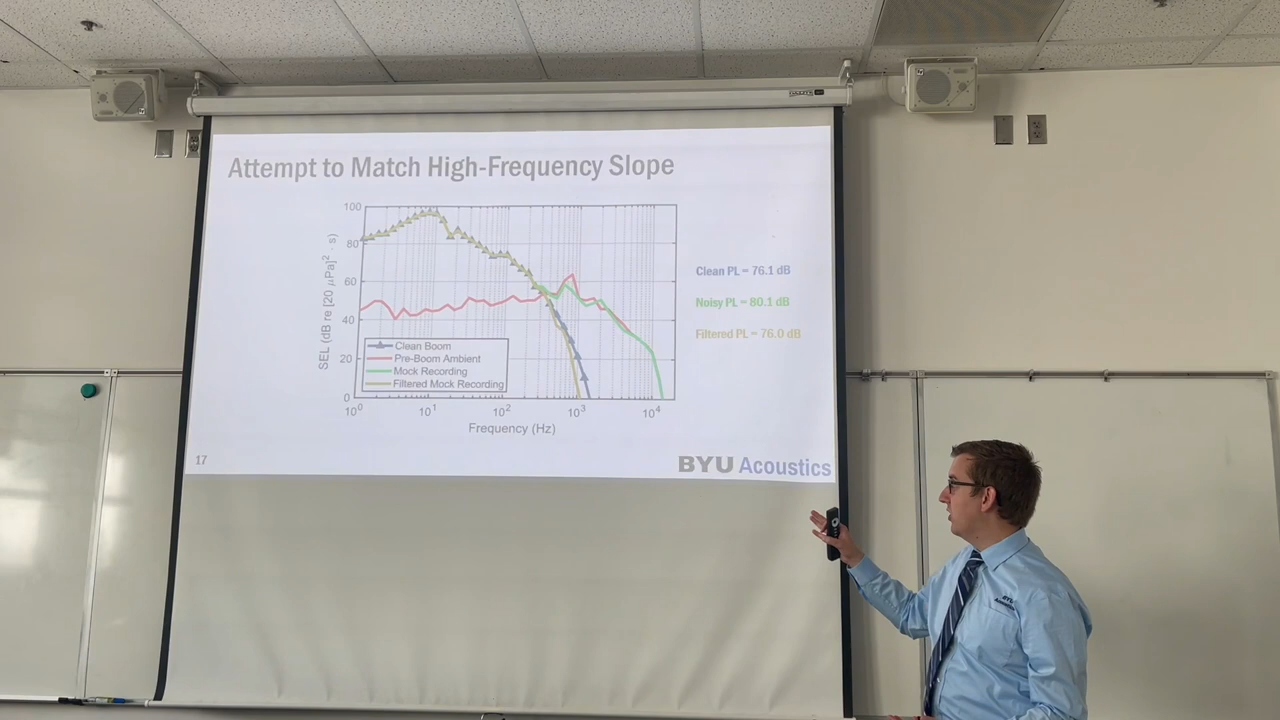 Attempt to Match High-Frequency Slope
100
80
60
40
20
0
SEL (dB re [20 μPa]² · s)
Clean Boom
Pre-Boom Ambient
Mock Recording
Filtered Mock Recording
10⁰ 10¹ 10² 10³ 10⁴
Frequency (Hz)
Clean PL = 76.1 dB
Noisy PL = 80.1 dB
Filtered PL = 76.0 dB
17
BYU Acoustics
BYU